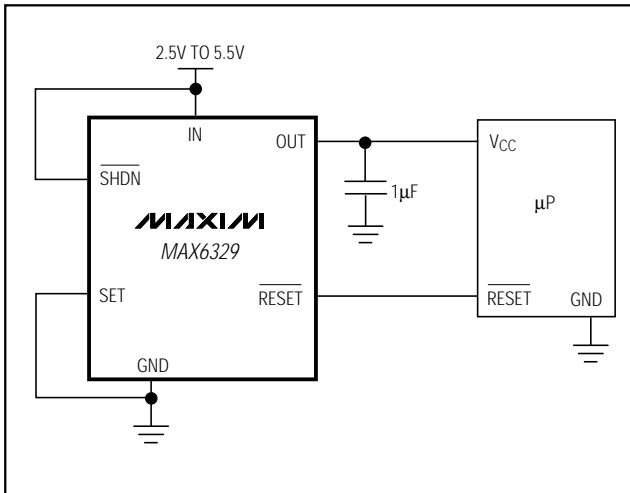 2.5V TO 5.5V
IN
OUT
SHDN
MAXIM
MAX6329
SET
RESET
GND
1μF
VCC
μP
RESET
GND